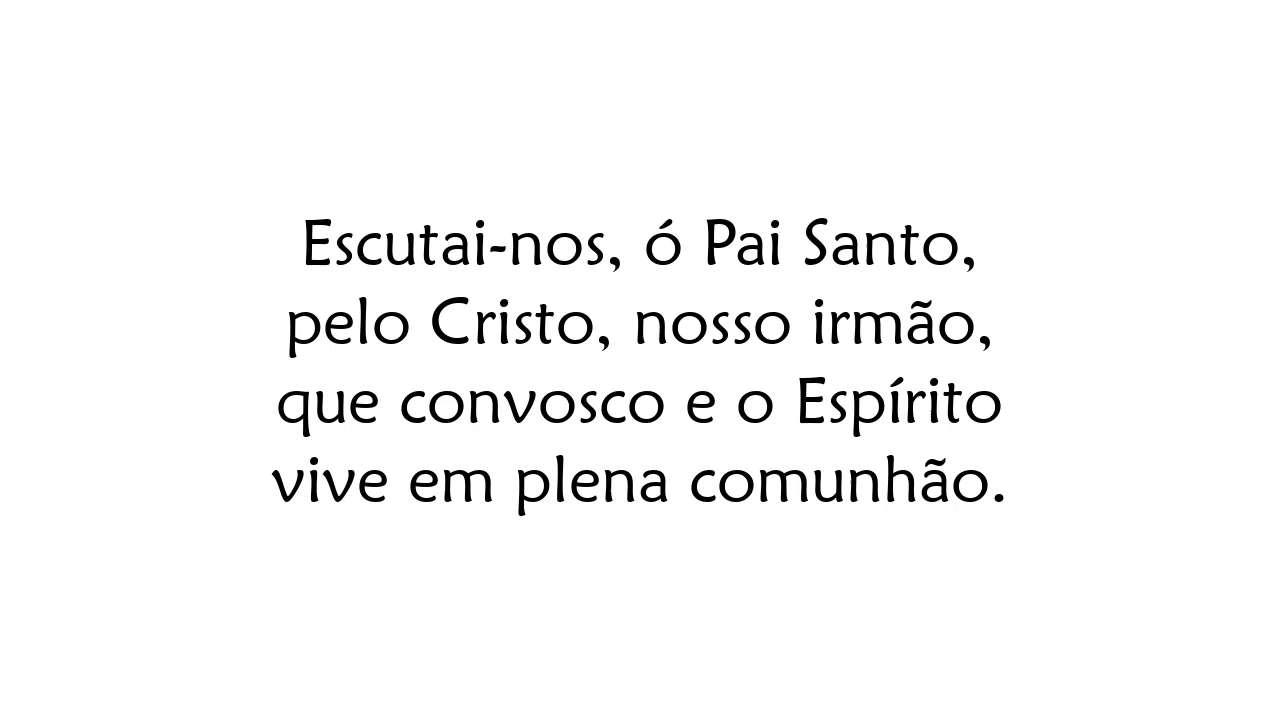 Escutai-nos, ó Pai Santo,
pelo Cristo, nosso irmão,
que convosco e o Espírito
vive em plena comunhão.